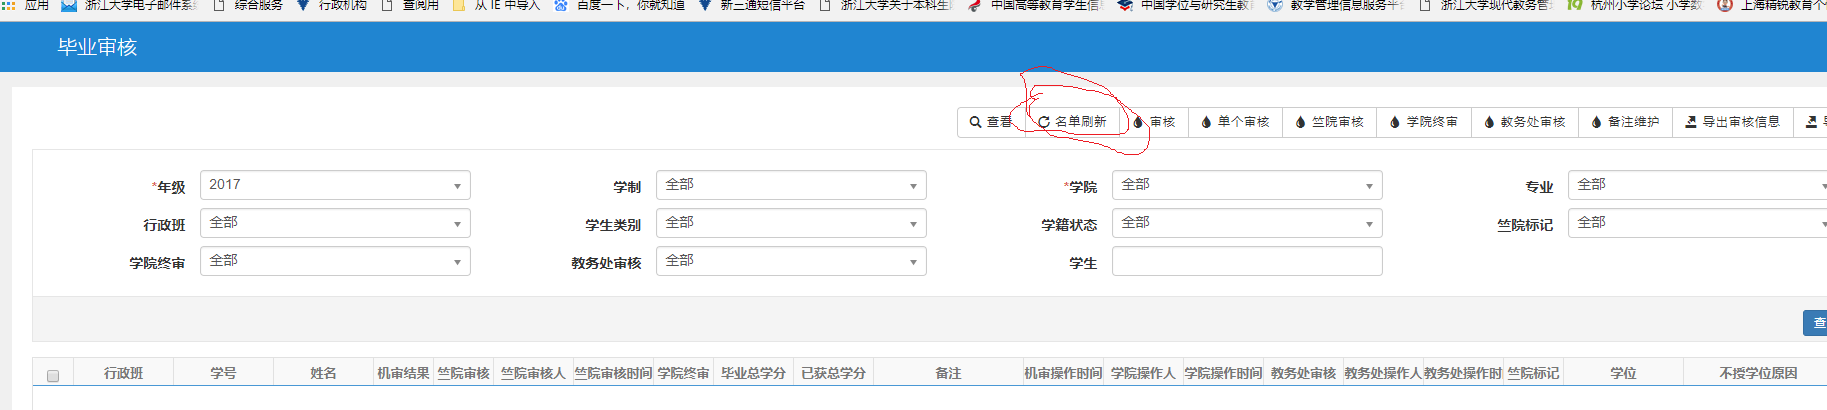 应用 浙江大学电子邮件系 综合服务 行政机构 查阅用 从 IE 中导入 百度一下，你就知道 新三通短信平台 浙江大学关于本科生 中国高等教育学生信 中国学位与研究生教 教学管理信息服务平 浙江大学现代教务管 杭州小学论坛 小学数 上海精锐教育个
毕业审核
查看 名单刷新 审核 单个审核 竺院审核 学院终审 教务处审核 备注维护 导出审核信息
*年级 2017 学制 全部 *学院 全部 专业 全部
行政班 全部 学生类别 全部 学籍状态 全部 竺院标记 全部
学院终审 全部 教务处审核 全部 学生
查
行政班 学号 姓名 机审结果 竺院审核 竺院审核人 竺院审核时间 学院终审 毕业总学分 已获总学分 备注 机审操作时间 学院操作人 学院操作时间 教务处审核 教务处操作人 教务处操作时 竺院标记 学位 不授学位原因